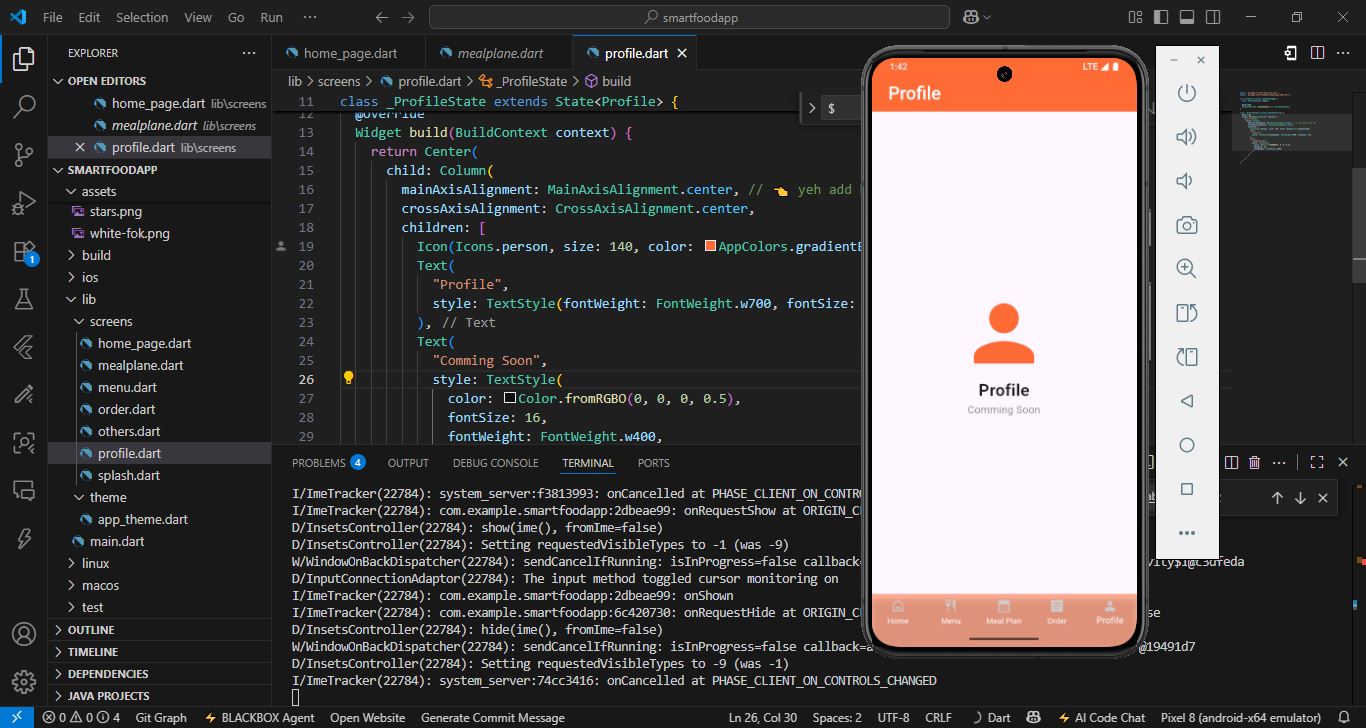 File Edit Selection View Go Run ··· smartfoodapp
EXPLORER
OPEN EDITORS
home_page.dart lib\screens
mealplane.dart lib\screens
profile.dart lib\screens
SMARTFOODAPP
assets
stars.png
white-fok.png
build
ios
lib
screens
home_page.dart
mealplane.dart
menu.dart
order.dart
others.dart
profile.dart
splash.dart
theme
app_theme.dart
main.dart
linux
macos
test
OUTLINE
TIMELINE
DEPENDENCIES
JAVA PROJECTS
1
home_page.dart mealplane.dart profile.dart
lib > screens > profile.dart > _ProfileState > build
11 class _ProfileState extends State<Profile> {
12 @override
13 Widget build(BuildContext context) {
14 return Center(
15 child: Column(
16 mainAxisAlignment: MainAxisAlignment.center, // 👈 yeh add
17 crossAxisAlignment: CrossAxisAlignment.center,
18 children: [
19 Icon(Icons.person, size: 140, color: AppColors.gradientE
20 Text(
21 "Profile",
22 style: TextStyle(fontWeight: FontWeight.w700, fontSize:
23 ), // Text
24 Text(
25 "Comming Soon",
26 style: TextStyle(
27 color: Color.fromRGBO(0, 0, 0, 0.5),
28 fontSize: 16,
29 fontWeight: FontWeight.w400,
$
PROBLEMS 4 OUTPUT DEBUG CONSOLE TERMINAL PORTS
I/ImeTracker(22784): system_server:f3813993: onCancelled at PHASE_CLIENT_ON_CONTRO
I/ImeTracker(22784): com.example.smartfoodapp:2dbeae99: onRequestShow at ORIGIN_CL
D/InsetsController(22784): show(ime(), fromIme=false)
D/InsetsController(22784): Setting requestedVisibleTypes to -1 (was -9)
W/WindowOnBackDispatcher(22784): sendCancelIfRunning: isInProgress=false callback=
D/InputConnectionAdaptor(22784): The input method toggled cursor monitoring on
I/ImeTracker(22784): com.example.smartfoodapp:2dbeae99: onShown
I/ImeTracker(22784): com.example.smartfoodapp:6c420730: onRequestHide at ORIGIN_CL
D/InsetsController(22784): hide(ime(), fromIme=false)
W/WindowOnBackDispatcher(22784): sendCancelIfRunning: isInProgress=false callback=a @19491d7
D/InsetsController(22784): Setting requestedVisibleTypes to -9 (was -1)
I/ImeTracker(22784): system_server:74cc3416: onCancelled at PHASE_CLIENT_ON_CONTROLS_CHANGED
1:42 LTE
Profile
Profile
Comming Soon
Home Menu Meal Plan Order Profile
0 0 4 Git Graph BLACKBOX Agent Open Website Generate Commit Message Ln 26, Col 30 Spaces: 2 UTF-8 CRLF Dart AI Code Chat Pixel 8 (android-x64 emulator)